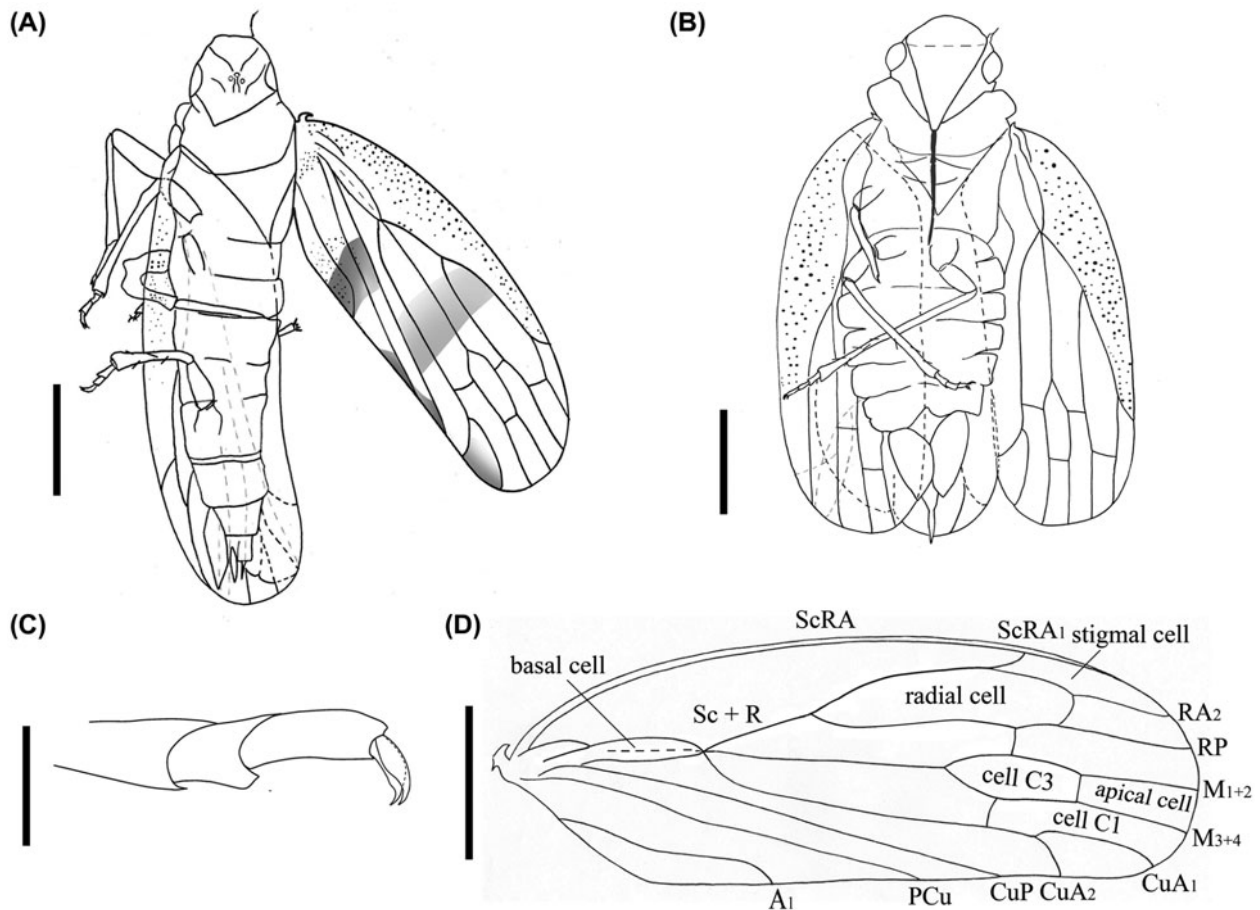 (A)
(B)
(C)
(D)
ScRA
ScRA1 stigmal cell
basal cell
radial cell
Sc + R
RA2
RP
cell C3
apical cell
M1+2
cell C1
M3+4
A1
PCu
CuP
CuA2
CuA1